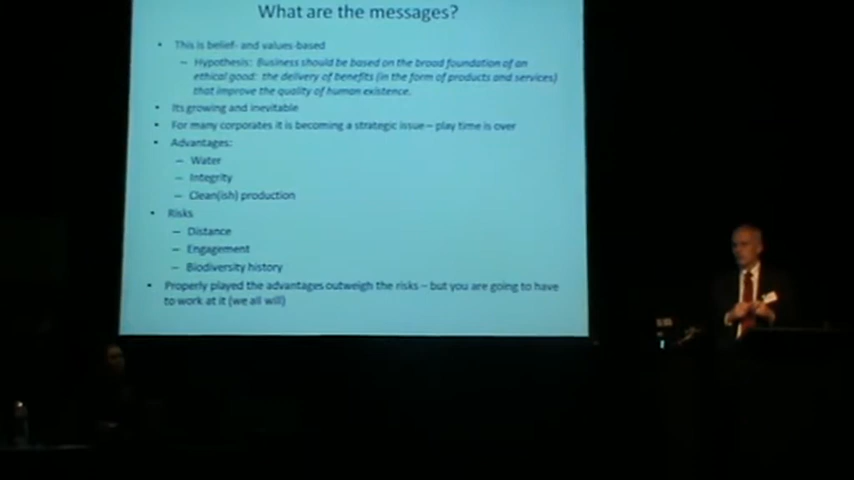 What are the messages?
• This is belief- and values-based
– Hypothesis: Business should be based on the broad foundation of an
ethical good: the delivery of benefits (in the form of products and services)
that improve the quality of human existence.
• Its growing and inevitable
• For many corporates it is becoming a strategic issue – play time is over
• Advantages:
– Water
– Integrity
– Clean(ish) production
• Risks
– Distance
– Engagement
– Biodiversity history
• Properly played the advantages outweigh the risks – but you are going to have
to work at it (we all will)